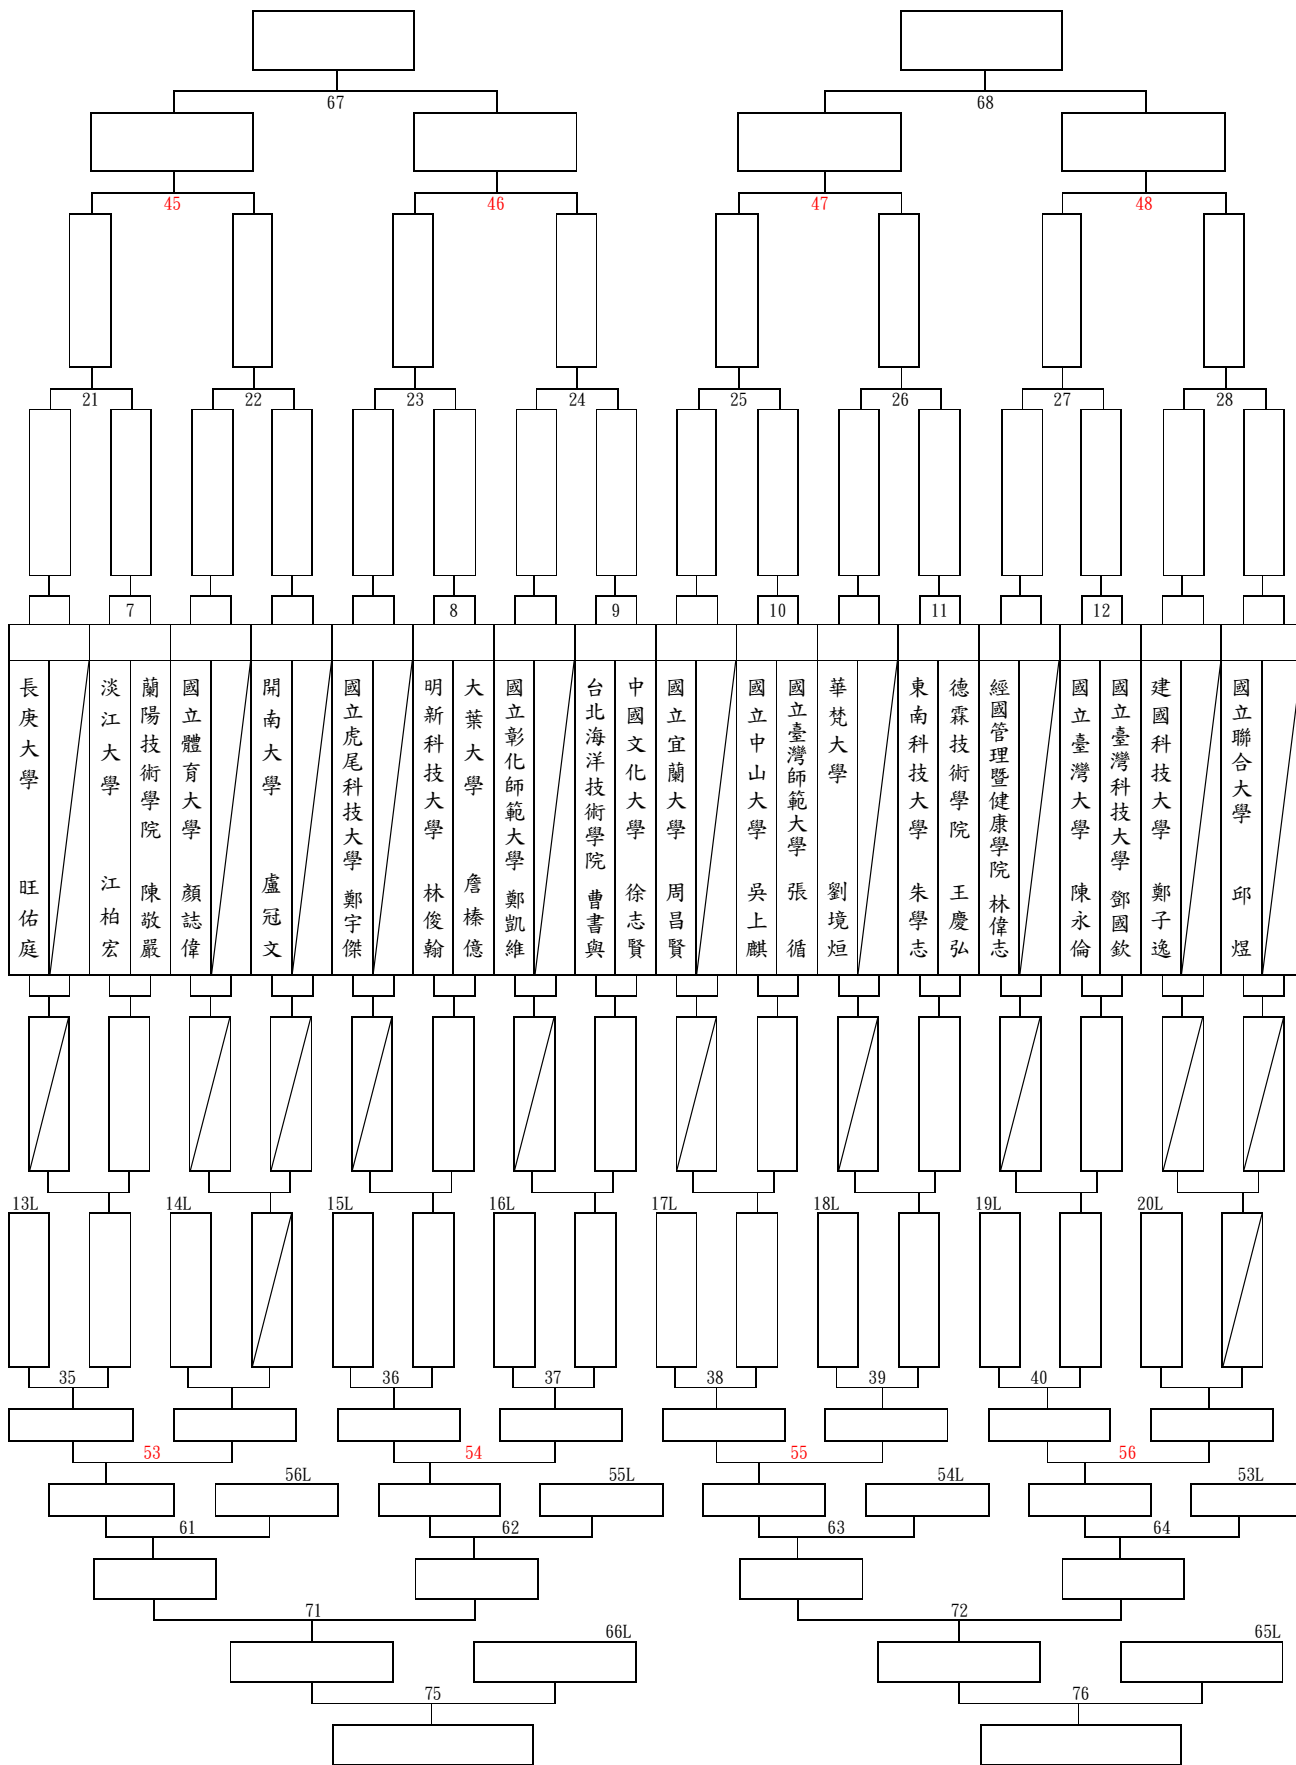 67
68
45
46
47
48
21
22
23
24
25
26
27
28
7
8
9
10
11
12
長庚大學 旺佑庭
淡江大學 江柏宏
蘭陽技術學院 陳敬嚴
國立體育大學 顏誌偉
開南大學 盧冠文
國立虎尾科技大學 鄭宇傑
明新科技大學 林俊翰
大葉大學 詹榛億
國立彰化師範大學 鄭凱維
台北海洋技術學院 曹書與
中國文化大學 徐志賢
國立宜蘭大學 周昌賢
國立中山大學 吳上麒
國立臺灣師範大學 張循
華梵大學 劉境烜
東南科技大學 朱學志
德霖技術學院 王慶弘
經國管理暨健康學院 林偉志
國立臺灣大學 陳永倫
國立臺灣科技大學 鄧國欽
建國科技大學 鄭子逸
國立聯合大學 邱煜
13L
14L
15L
16L
17L
18L
19L
20L
35
36
37
38
39
40
53
54
55
56
56L
55L
54L
53L
61
62
63
64
71
72
66L
65L
75
76